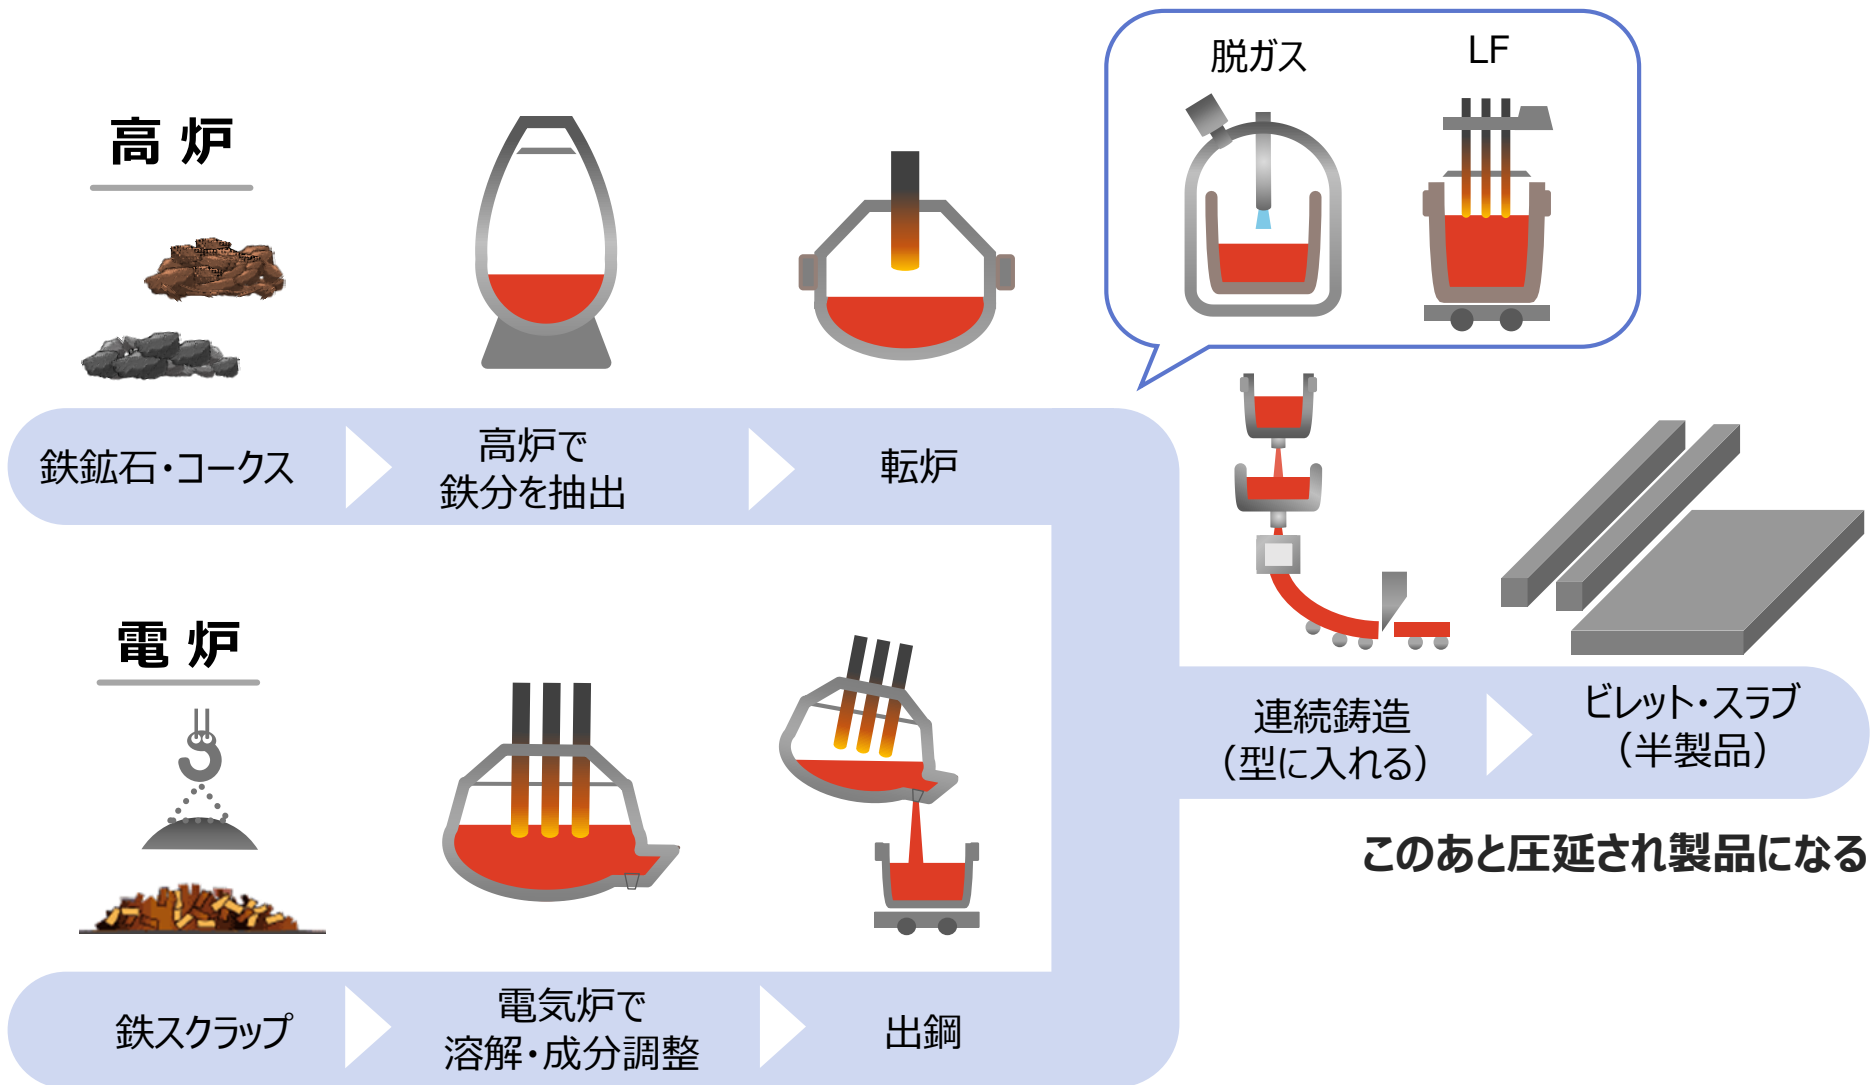 脱ガス
LF
高 炉
鉄鉱石・コークス
高炉で
鉄分を抽出
転炉
電 炉
連続鋳造
（型に入れる）
ビレット・スラブ
（半製品）
このあと圧延され製品になる
鉄スクラップ
電気炉で
溶解・成分調整
出鋼